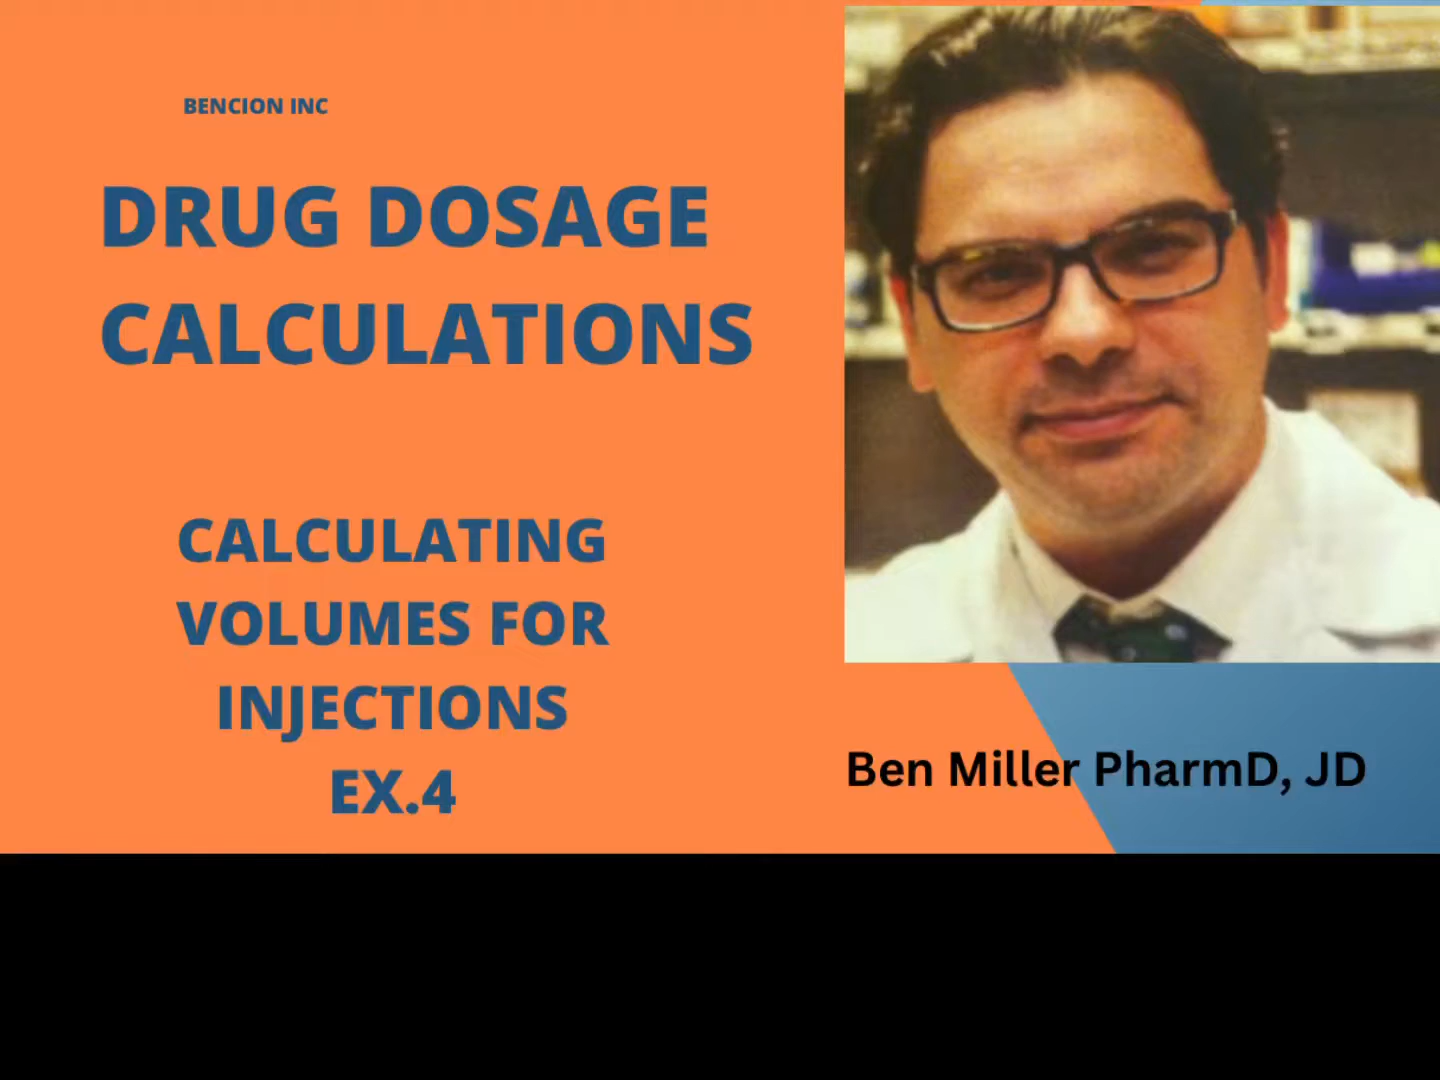 BENCION INC
DRUG DOSAGE
CALCULATIONS
CALCULATING
VOLUMES FOR
INJECTIONS
EX.4
Ben Miller PharmD, JD